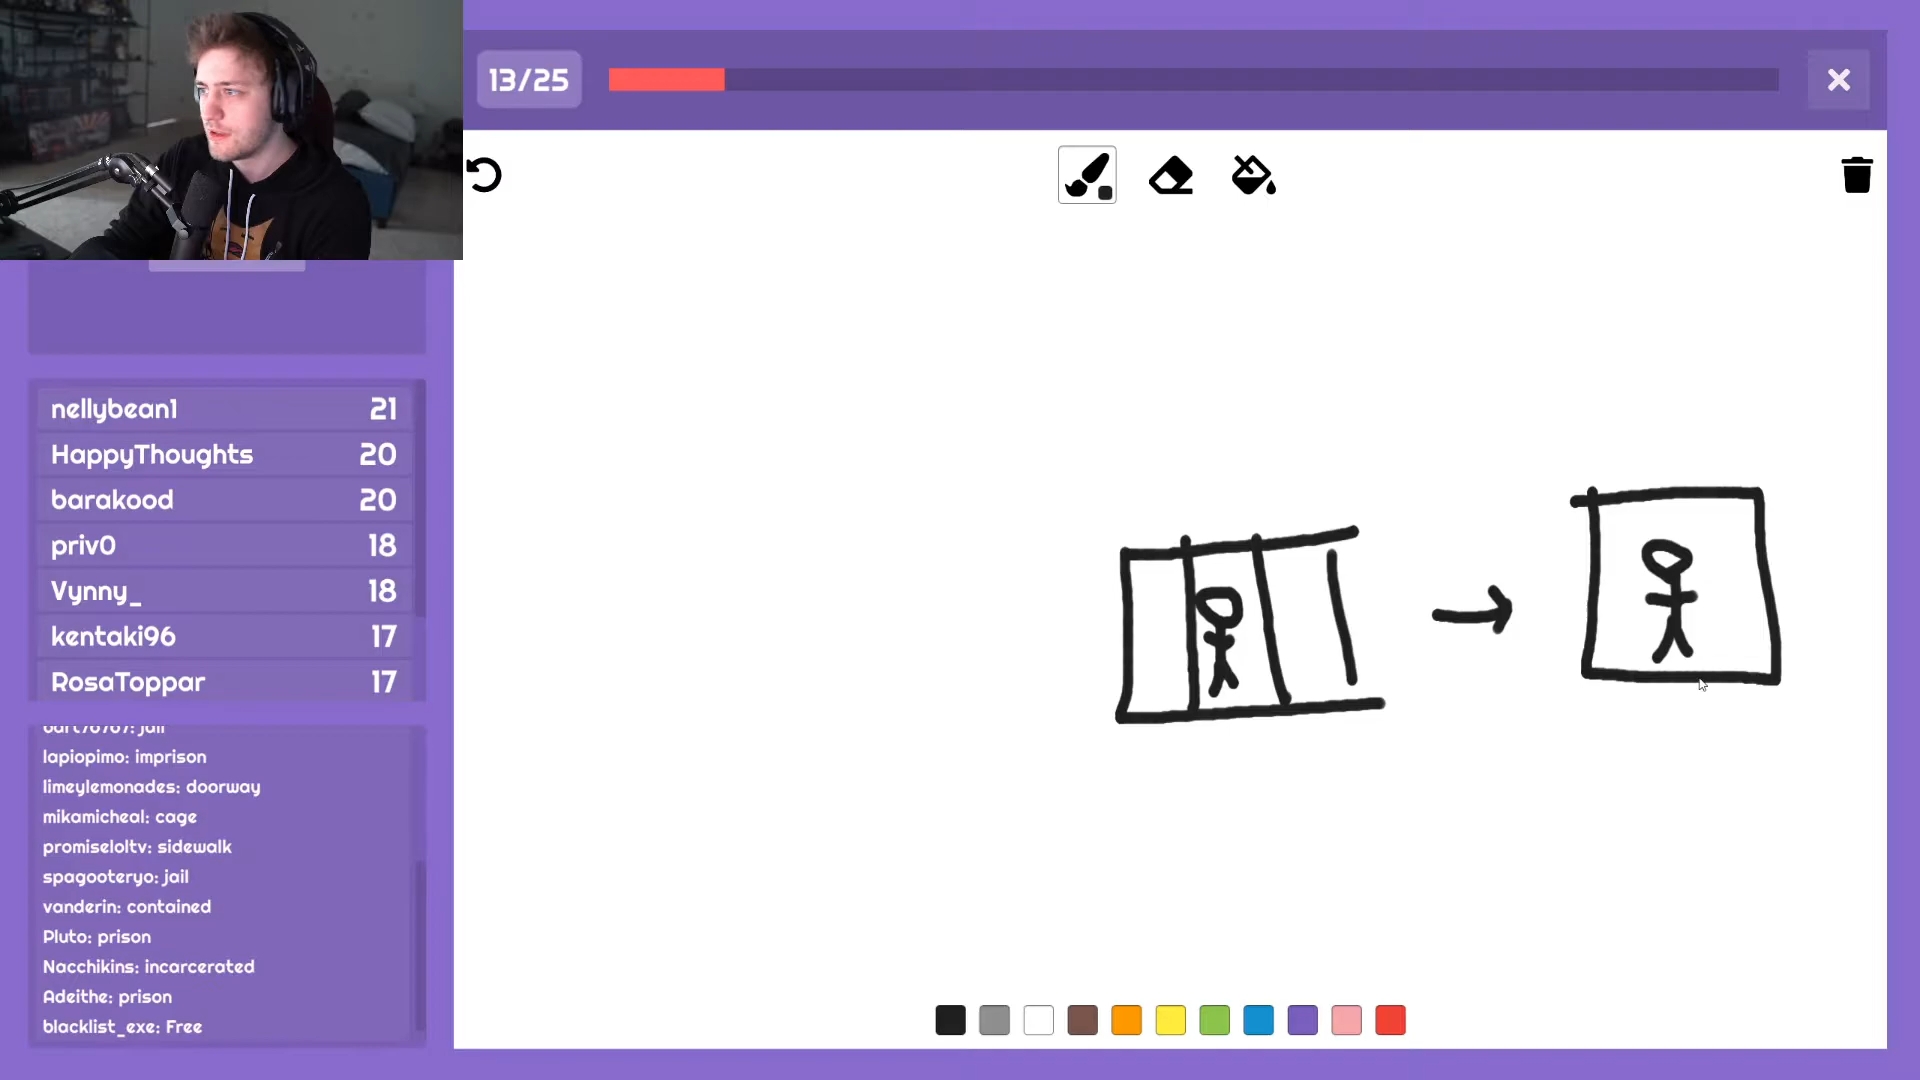 13/25
nellybean1 21
HappyThoughts 20
barakood 20
priv0 18
Vynny_ 18
kentaki96 17
RosaToppar 17
lapiopimo: imprison
limeylemonades: doorway
mikamicheal: cage
promiseloltv: sidewalk
spagooteryo: jail
vanderin: contained
Pluto: prison
Nacchikins: incarcerated
Adeithe: prison
blacklist_exe: Free